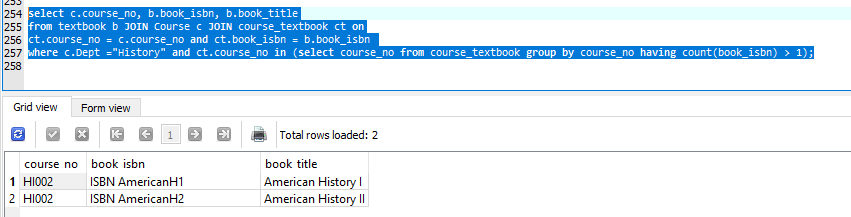 253
254 select c.course_no, b.book_isbn, b.book_title
255 from textbook b JOIN Course c JOIN course_textbook ct on
256 ct.course_no = c.course_no and ct.book_isbn = b.book_isbn
257 where c.Dept ="History" and ct.course_no in (select course_no from course_textbook group by course_no having count(book_isbn) > 1);
258
Grid view Form view
1 Total rows loaded: 2
course no book isbn book title
1 HI002 ISBN AmericanH1 American History I
2 HI002 ISBN AmericanH2 American History II